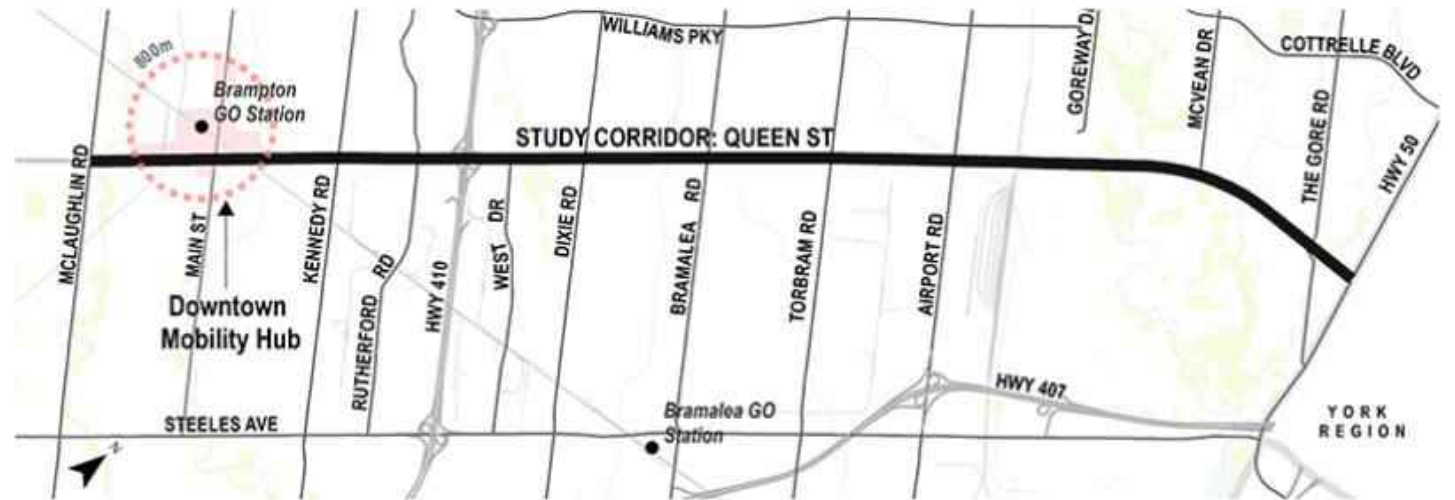 WILLIAMS PKY
GOREWAY D
MCVEAN DR
COTTRELLE BLVD
800m
Brampton
GO Station
STUDY CORRIDOR: QUEEN ST
THE GORE RD
HWY 50
MCLAUGHLIN RD
MAIN ST
KENNEDY RD
RUTHERFORD RD
HWY 410
WEST DR
DIXIE RD
BRAMALEA RD
TORBRAM RD
AIRPORT RD
Downtown
Mobility Hub
HWY 407
STEELES AVE
Bramalea GO
Station
YORK
REGION
N